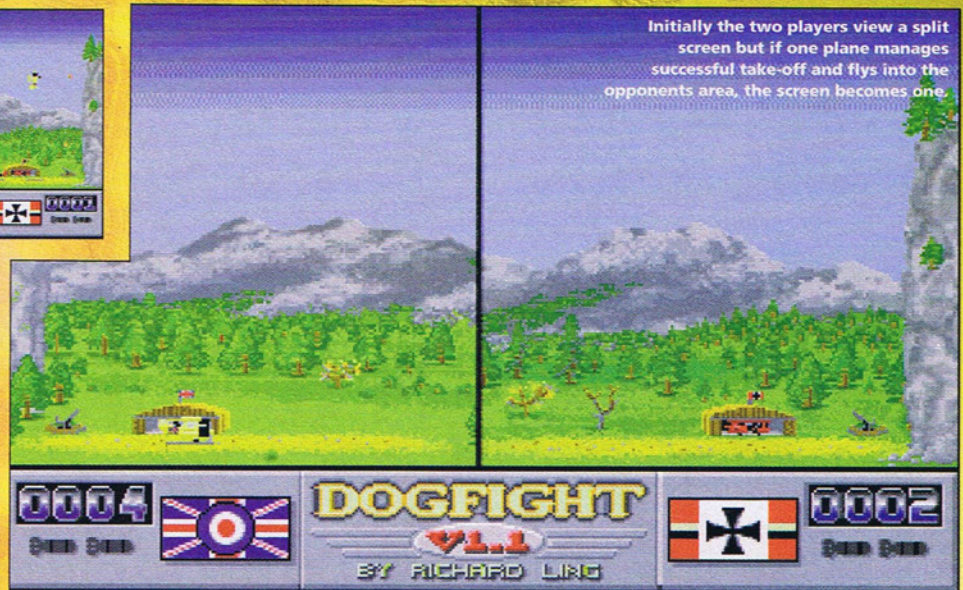 Initially the two players view a split
screen but if one plane manages
successful take-off and flys into the
opponents area, the screen becomes one.
0001
0004
DOGFIGHT
V1.1
BY RICHARD LING
0002